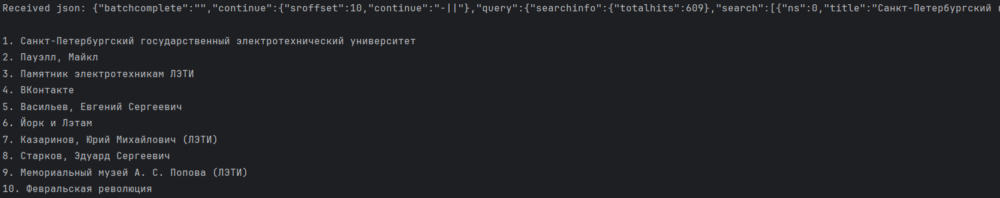 Received json: {"batchcomplete":"","continue":{"sroffset":10,"continue":"-||"},"query":{"searchinfo":{"totalhits":609},"search":[{"ns":0,"title":"Санкт-Петербургский
1. Санкт-Петербургский государственный электротехнический университет
2. Пауэлл, Майкл
3. Памятник электротехникам ЛЭТИ
4. ВКонтакте
5. Васильев, Евгений Сергеевич
6. Йорк и Лэтам
7. Казаринов, Юрий Михайлович (ЛЭТИ)
8. Старков, Эдуард Сергеевич
9. Мемориальный музей А. С. Попова (ЛЭТИ)
10. Февральская революция